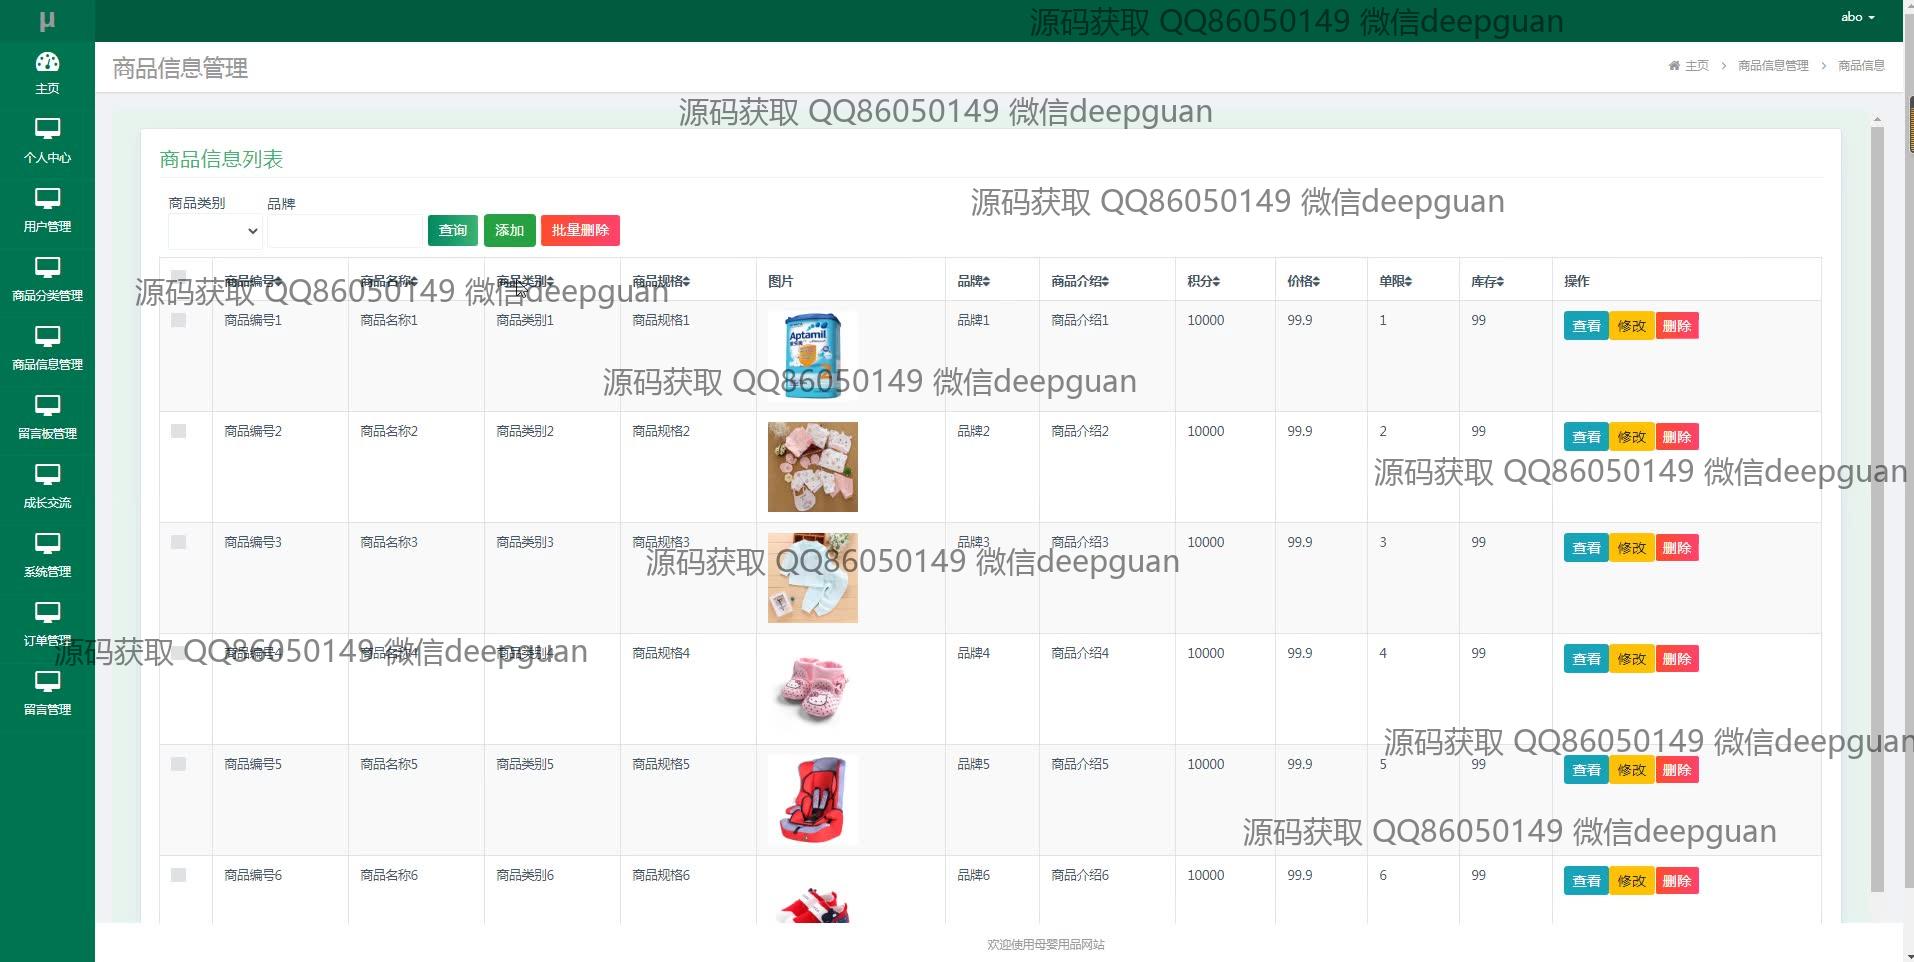 μ
源码获取 QQ86050149 微信deepguan
abo
主页
个人中心
用户管理
商品分类管理
商品信息管理
留言板管理
成长交流
系统管理
订单管理
留言管理
商品信息管理
主页 > 商品信息管理 > 商品信息
源码获取 QQ86050149 微信deepguan
商品信息列表
源码获取 QQ86050149 微信deepguan
商品类别 品牌
查询 添加 批量删除
商品编号 商品名称 商品类别 商品规格 图片 品牌 商品介绍 积分 价格 单限 库存 操作
源码获取 QQ86050149 微信deepguan
商品编号1 商品名称1 商品类别1 商品规格1 品牌1 商品介绍1 10000 99.9 1 99 查看 修改 删除
Aptamil
源码获取 QQ86050149 微信deepguan
商品编号2 商品名称2 商品类别2 商品规格2 品牌2 商品介绍2 10000 99.9 2 99 查看 修改 删除
源码获取 QQ86050149 微信deepguan
商品编号3 商品名称3 商品类别3 商品规格3 品牌3 商品介绍3 10000 99.9 3 99 查看 修改 删除
源码获取 QQ86050149 微信deepguan
商品编号4 商品名称4 商品类别4 商品规格4 品牌4 商品介绍4 10000 99.9 4 99 查看 修改 删除
源码获取 QQ86050149 微信deepguan
源码获取 QQ86050149 微信deepguan
商品编号5 商品名称5 商品类别5 商品规格5 品牌5 商品介绍5 10000 99.9 5 99 查看 修改 删除
源码获取 QQ86050149 微信deepguan
商品编号6 商品名称6 商品类别6 商品规格6 品牌6 商品介绍6 10000 99.9 6 99 查看 修改 删除
欢迎使用母婴用品网站